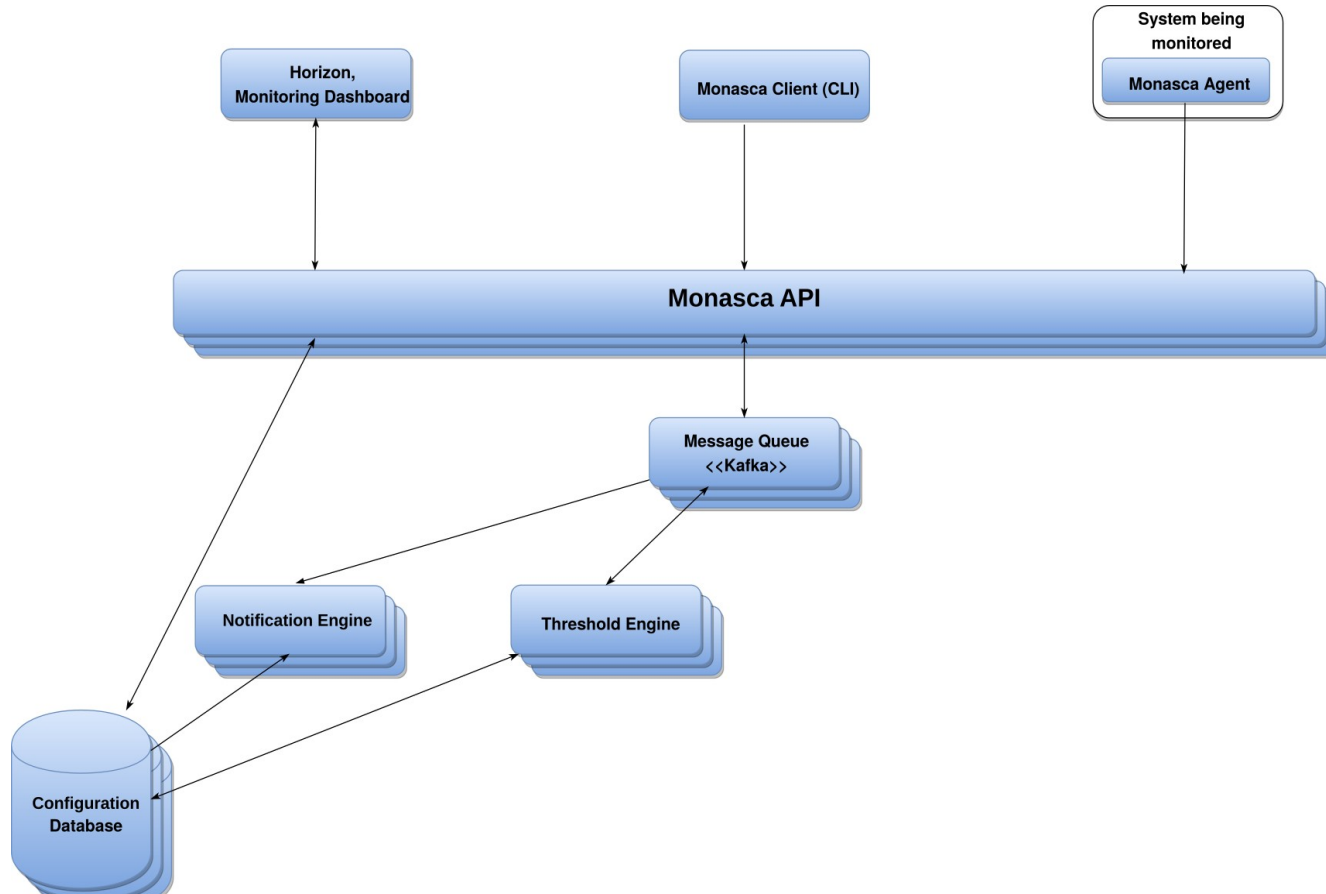 System being
monitored
Horizon,
Monitoring Dashboard
Monasca Client (CLI)
Monasca Agent
Monasca API
Message Queue
<<Kafka>>
Notification Engine
Threshold Engine
Configuration
Database